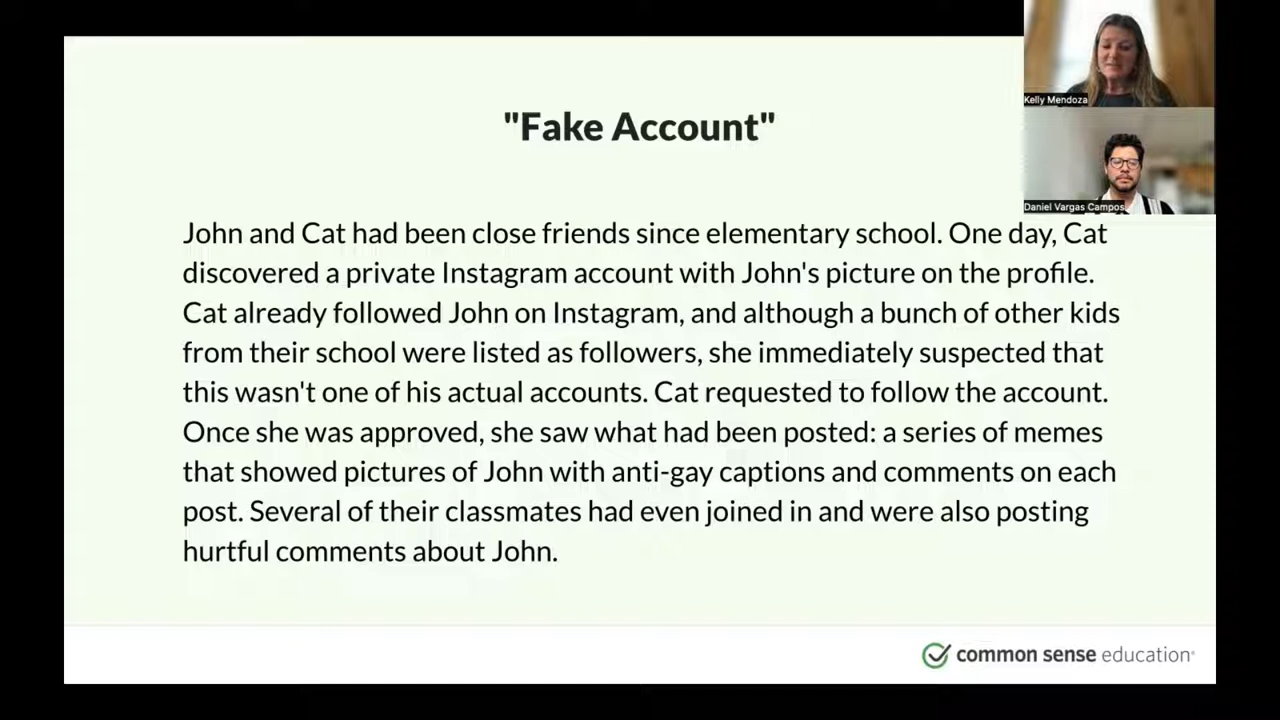 Kelly Mendoza
Daniel Vargas Campos
"Fake Account"
John and Cat had been close friends since elementary school. One day, Cat
discovered a private Instagram account with John's picture on the profile.
Cat already followed John on Instagram, and although a bunch of other kids
from their school were listed as followers, she immediately suspected that
this wasn't one of his actual accounts. Cat requested to follow the account.
Once she was approved, she saw what had been posted: a series of memes
that showed pictures of John with anti-gay captions and comments on each
post. Several of their classmates had even joined in and were also posting
hurtful comments about John.
common sense education®